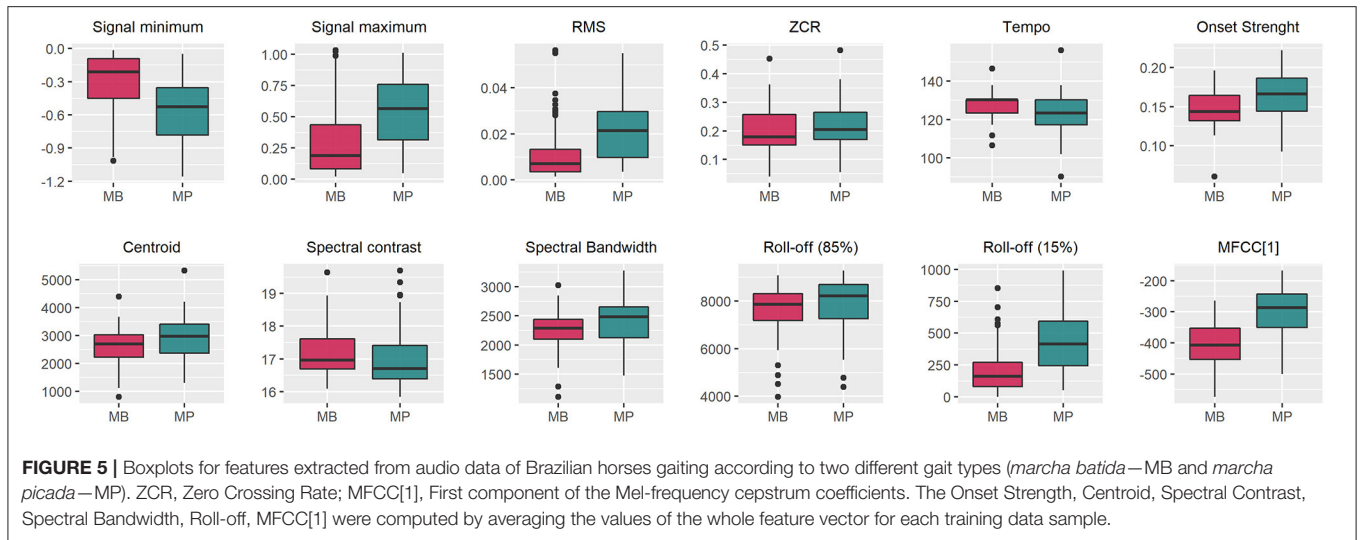 Signal minimum
0.0
-0.3
-0.6
-0.9
-1.2
MB MP
Signal maximum
1.00
0.75
0.50
0.25
0.00
MB MP
RMS
0.04
0.02
0.00
MB MP
ZCR
0.5
0.4
0.3
0.2
0.1
MB MP
Tempo
140
120
100
MB MP
Onset Strenght
0.20
0.15
0.10
MB MP
Centroid
5000
4000
3000
2000
1000
MB MP
Spectral contrast
19
18
17
16
MB MP
Spectral Bandwidth
3000
2500
2000
1500
MB MP
Roll-off (85%)
8000
6000
4000
MB MP
Roll-off (15%)
1000
750
500
250
0
MB MP
MFCC[1]
-200
-300
-400
-500
MB MP
FIGURE 5 | Boxplots for features extracted from audio data of Brazilian horses gaiting according to two different gait types (marcha batida—MB and marcha
picada—MP). ZCR, Zero Crossing Rate; MFCC[1], First component of the Mel-frequency cepstrum coefficients. The Onset Strength, Centroid, Spectral Contrast,
Spectral Bandwidth, Roll-off, MFCC[1] were computed by averaging the values of the whole feature vector for each training data sample.